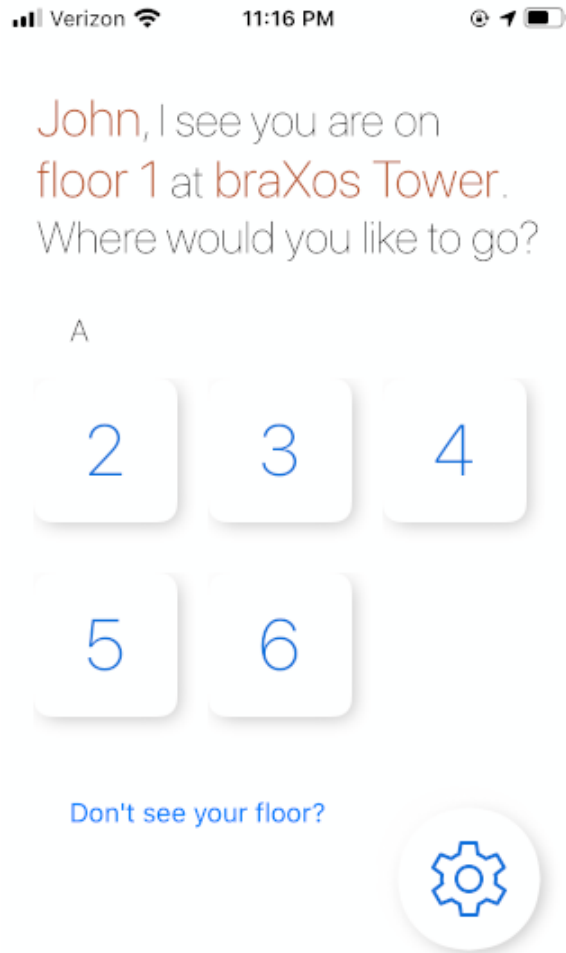 Verizon 11:16 PM
John, I see you are on
floor 1 at braXos Tower.
Where would you like to go?
A
2 3 4
5 6
Don't see your floor?